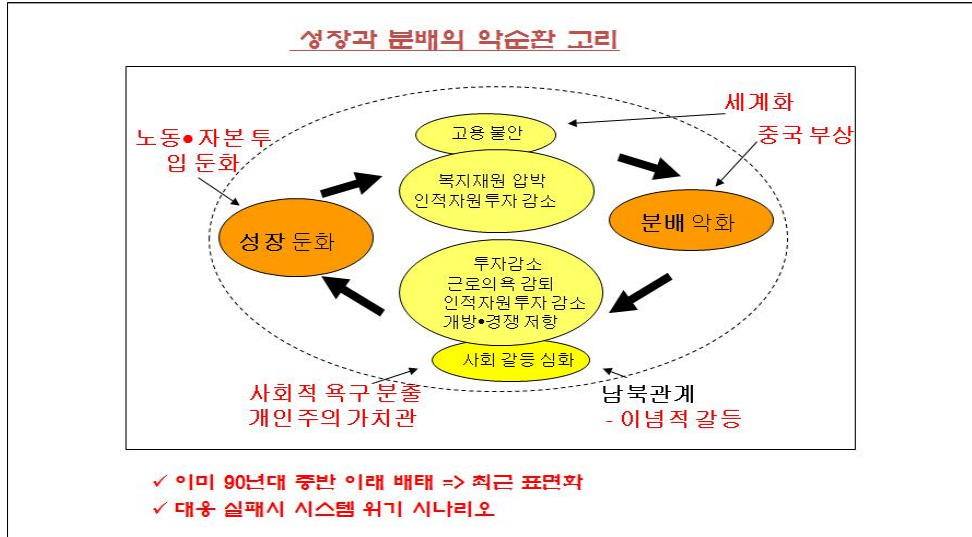 성장과 분배의 악순환 고리
세계화
고용 불안
노동• 자본 투
입 둔화
중국 부상
복지재원 압박
인적자원투자 감소
분배 악화
성장 둔화
투자감소
근로의욕 감퇴
인적자원투자 감소
개방•경쟁 저항
사회 갈등 심화
사회적 욕구 분출
개인주의 가치관
남북관계
- 이념적 갈등
✓ 이미 90년대 중반 이래 배태 => 최근 표면화
✓ 대응 실패시 시스템 위기 시나리오